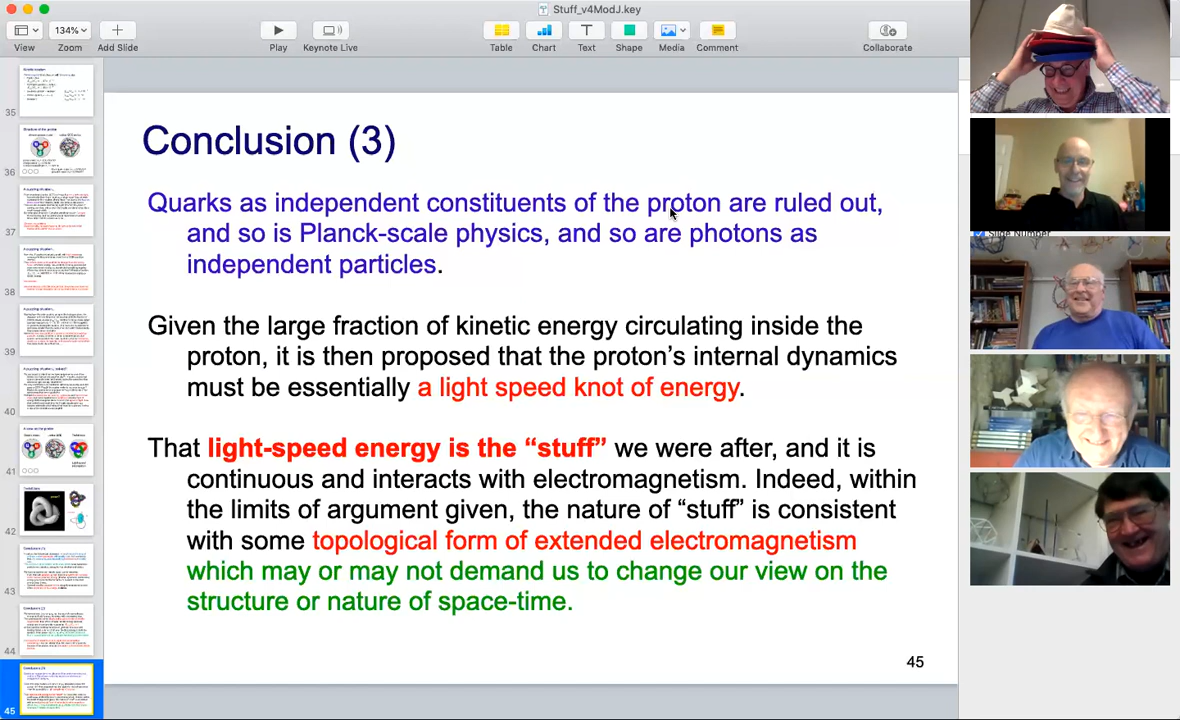 Stuff_v4ModJ.key
134%
View
Zoom
Add Slide
Play
Keynote Live
Table
Chart
Text
Shape
Media
Comment
Collaborate
35
36
37
38
39
40
41
42
43
44
45
Conclusion (3)
Quarks as independent constituents of the proton are ruled out,
and so is Planck-scale physics, and so are photons as
independent particles.
Given the large fraction of kinetic energy circulating inside the
proton, it is then proposed that the proton’s internal dynamics
must be essentially a light speed knot of energy.
That light-speed energy is the “stuff” we were after, and it is
continuous and interacts with electromagnetism. Indeed, within
the limits of argument given, the nature of “stuff” is consistent
with some topological form of extended electromagnetism
which may or may not demand us to change our view on the
structure or nature of space-time.
45
Slide Number